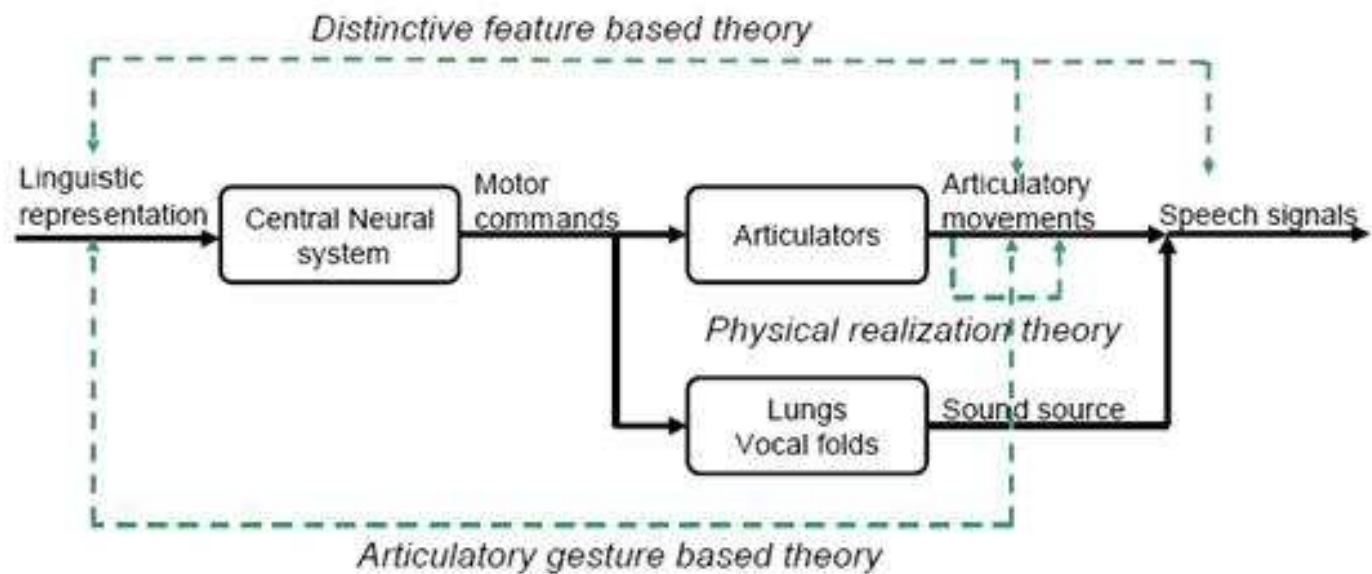 Distinctive feature based theory
Linguistic
representation
Central Neural
system
Motor
commands
Articulators
Articulatory
movements
Speech signals
Physical realization theory
Lungs
Vocal folds
Sound source
Articulatory gesture based theory